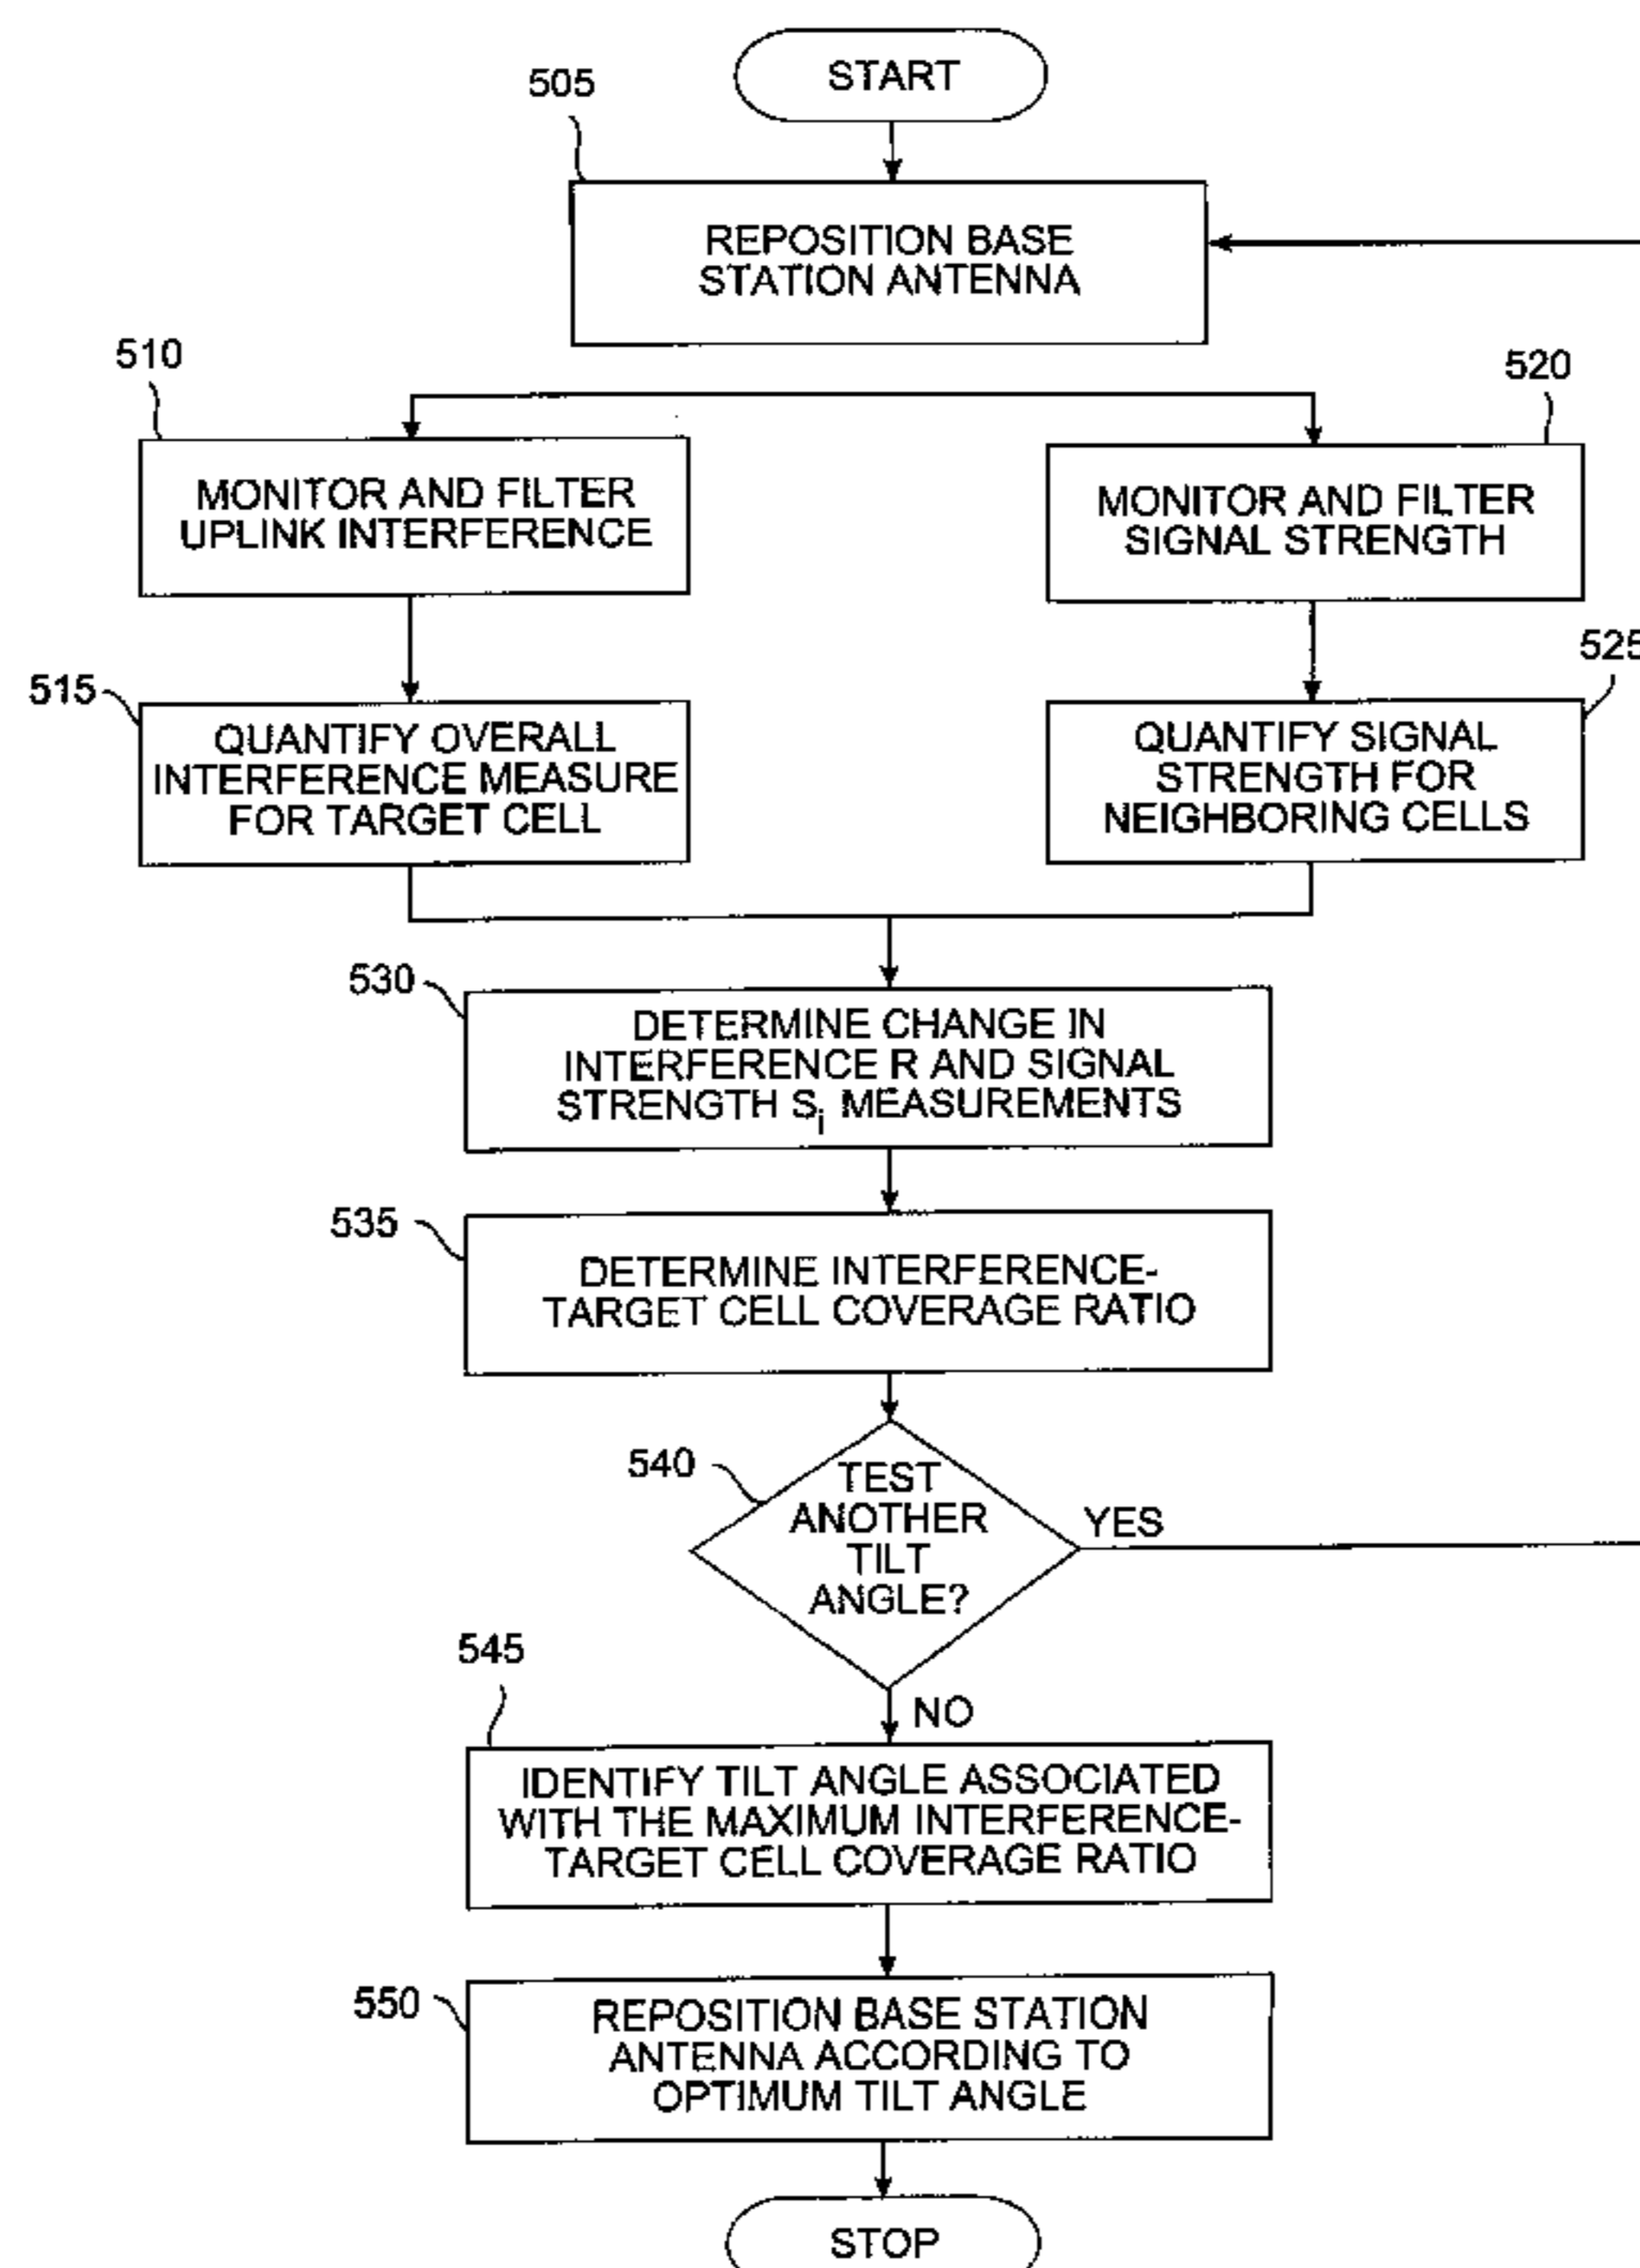 START
505
REPOSITION BASE
STATION ANTENNA
510
520
MONITOR AND FILTER
UPLINK INTERFERENCE
MONITOR AND FILTER
SIGNAL STRENGTH
515
525
QUANTIFY OVERALL
INTERFERENCE MEASURE
FOR TARGET CELL
QUANTIFY SIGNAL
STRENGTH FOR
NEIGHBORING CELLS
530
DETERMINE CHANGE IN
INTERFERENCE R AND SIGNAL
STRENGTH Si MEASUREMENTS
535
DETERMINE INTERFERENCE-
TARGET CELL COVERAGE RATIO
540
TEST
ANOTHER
TILT
ANGLE?
YES
NO
545
IDENTIFY TILT ANGLE ASSOCIATED
WITH THE MAXIMUM INTERFERENCE-
TARGET CELL COVERAGE RATIO
550
REPOSITION BASE STATION
ANTENNA ACCORDING TO
OPTIMUM TILT ANGLE
STOP